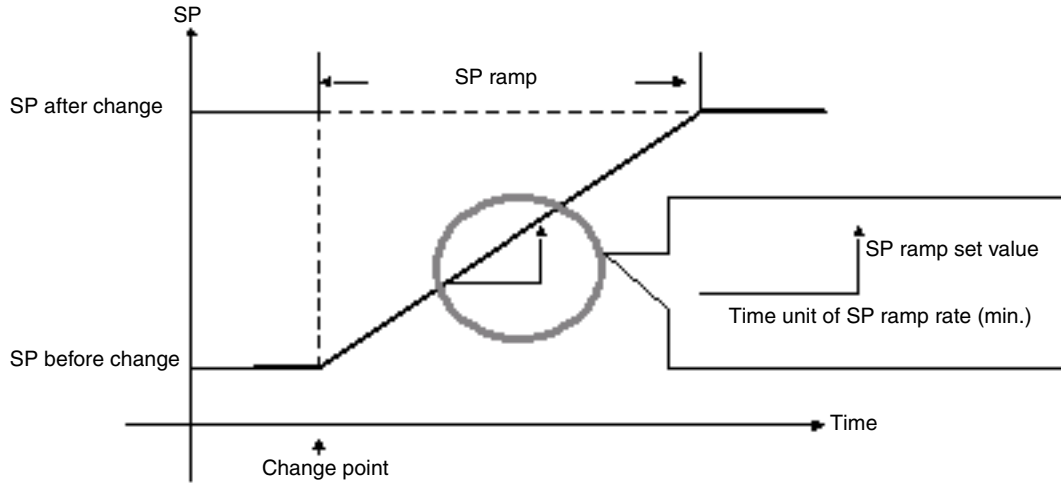 SP
SP ramp
SP after change
SP ramp set value
Time unit of SP ramp rate (min.)
SP before change
Time
Change point